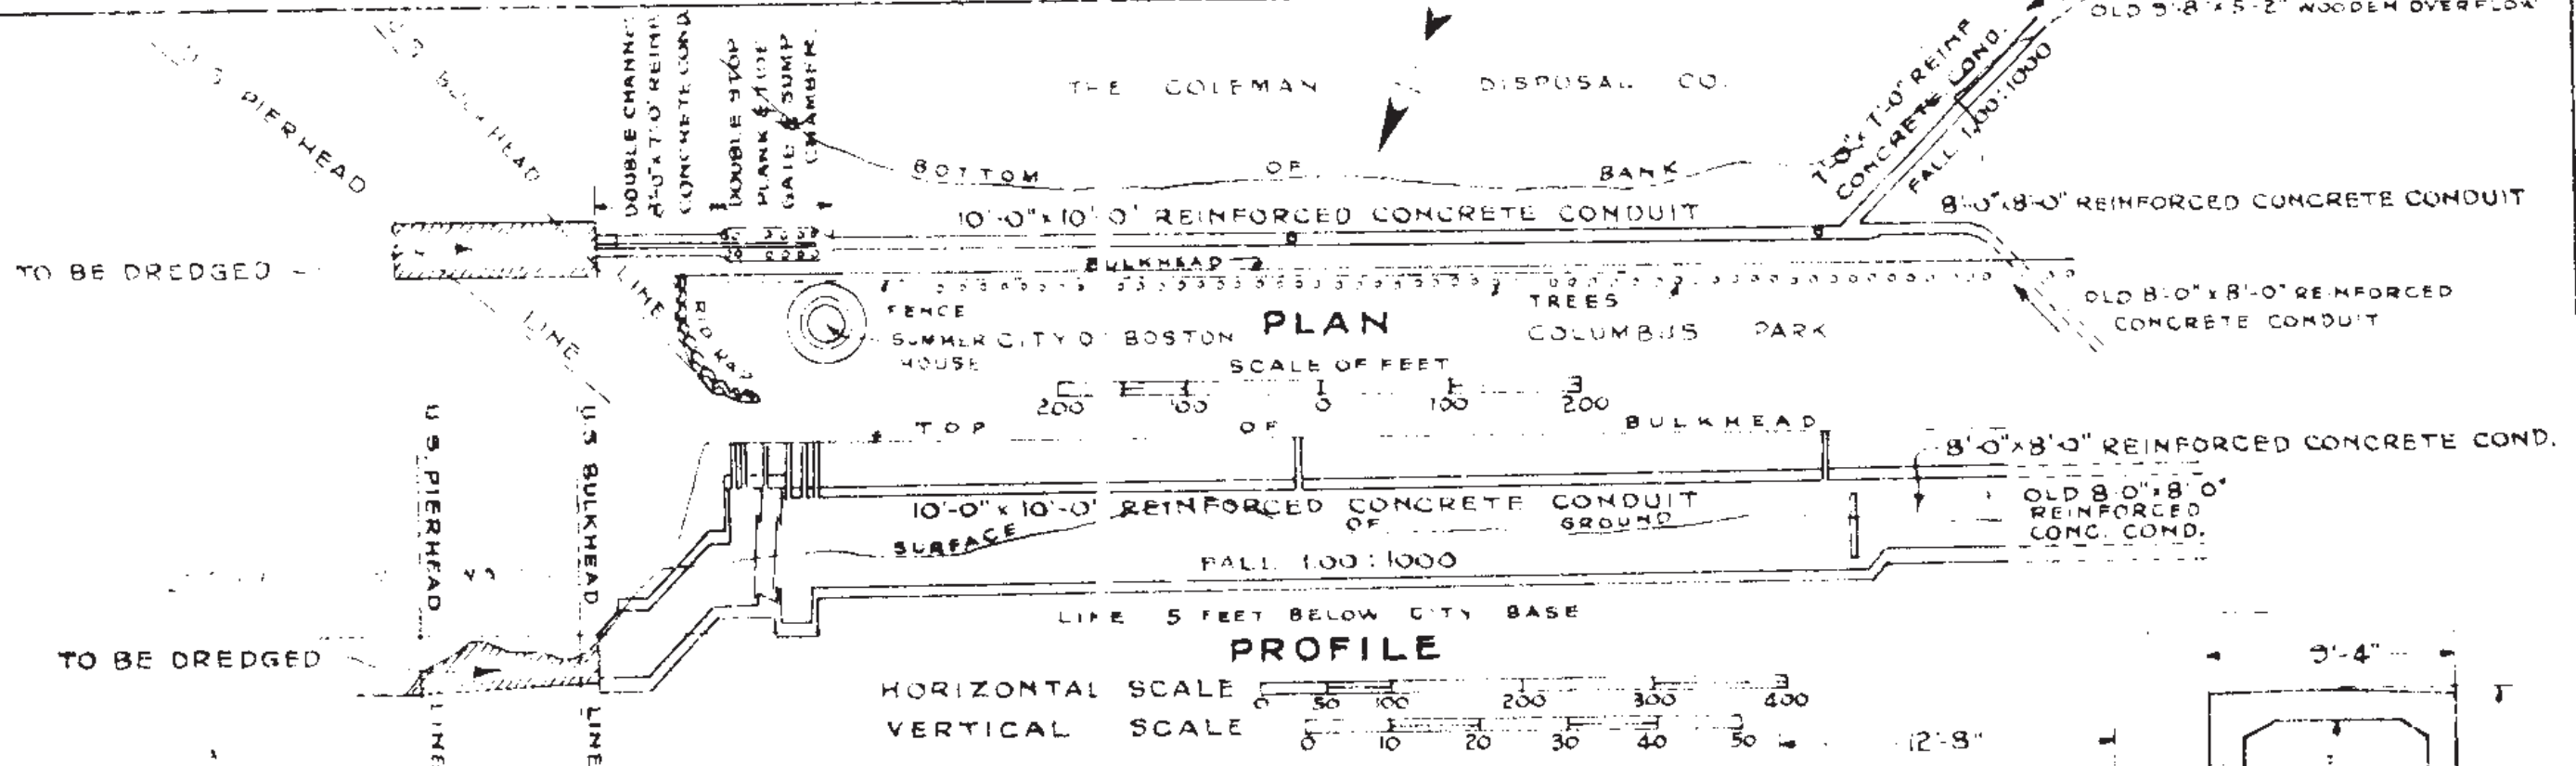 OLD 9'-8" x 5'-2" WOODEN OVERFLOW
U.S. PIERHEAD
U.S. BULKHEAD
LINE
LINE
DOUBLE CHANNEL
8'-0" x 7'-0" REINF.
CONCRETE COND.
DOUBLE STOP
PLANK & TIDE
GATE & SUMP
CHAMBER.
THE COLEMAN DISPOSAL CO.
7'-0" x 7'-0" REINF.
CONCRETE COND.
FALL 1.00:1000
BOTTOM OF BANK
8'-0" x 8'-0" REINFORCED CONCRETE CONDUIT
10'-0" x 10'-0" REINFORCED CONCRETE CONDUIT
TO BE DREDGED
BULKHEAD
RIP RAP
FENCE
TREES
OLD 8'-0" x 8'-0" REINFORCED
CONCRETE CONDUIT
SUMMER
HOUSE
CITY OF BOSTON
PLAN
COLUMBUS PARK
SCALE OF FEET
200 100 0 100 200
TOP OF BULKHEAD
8'-0" x 8'-0" REINFORCED CONCRETE COND.
U.S. PIERHEAD LINE
U.S. BULKHEAD LINE
10'-0" x 10'-0" REINFORCED CONCRETE CONDUIT
OLD 8'-0" x 8'-0"
REINFORCED
CONC. COND.
SURFACE OF GROUND
FALL 1.00:1000
LINE 5 FEET BELOW CITY BASE
PROFILE
TO BE DREDGED
HORIZONTAL SCALE
0 50 100 200 300 400
VERTICAL SCALE
0 10 20 30 40 50
12'-8"
9'-4"